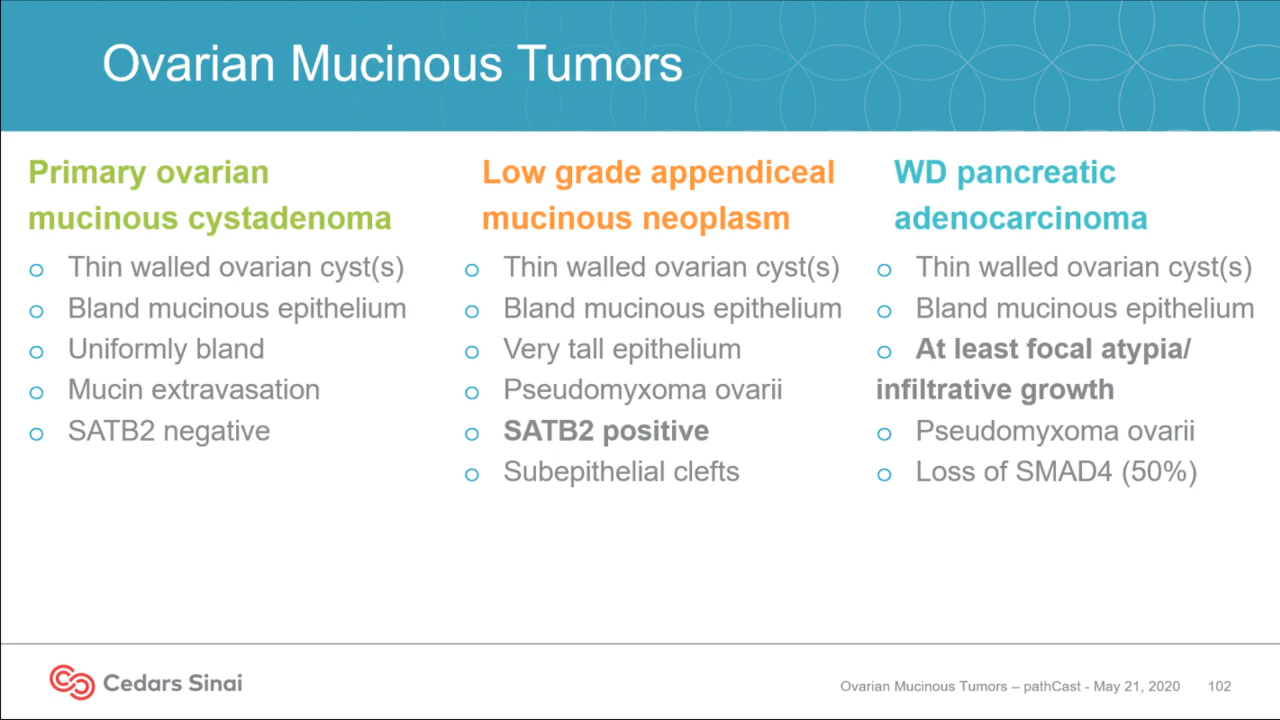 Ovarian Mucinous Tumors
Primary ovarian
mucinous cystadenoma
o Thin walled ovarian cyst(s)
o Bland mucinous epithelium
o Uniformly bland
o Mucin extravasation
o SATB2 negative
Low grade appendiceal
mucinous neoplasm
o Thin walled ovarian cyst(s)
o Bland mucinous epithelium
o Very tall epithelium
o Pseudomyxoma ovarii
o SATB2 positive
o Subepithelial clefts
WD pancreatic
adenocarcinoma
o Thin walled ovarian cyst(s)
o Bland mucinous epithelium
o At least focal atypia/
infiltrative growth
o Pseudomyxoma ovarii
o Loss of SMAD4 (50%)
Cedars Sinai
Ovarian Mucinous Tumors – pathCast - May 21, 2020 102